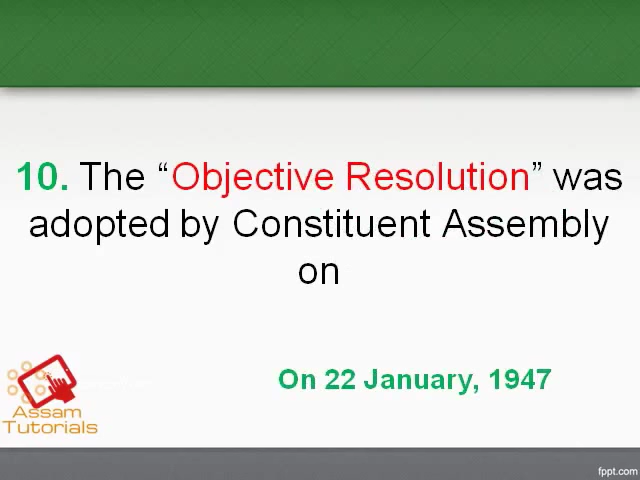 10. The “Objective Resolution” was
adopted by Constituent Assembly
on
On 22 January, 1947
Assam
Tutorials
fppt.com